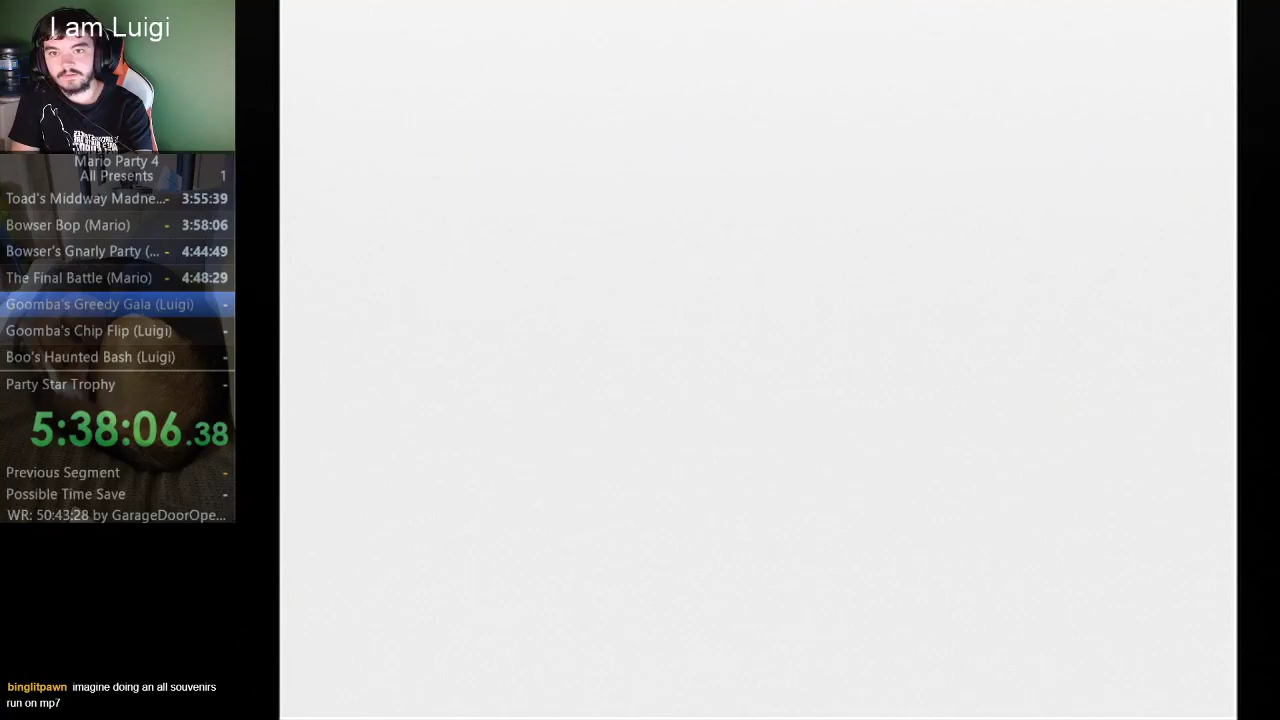 I am Luigi
Mario Party 4
All Presents 1
Toad's Middway Madne... - 3:55:39
Bowser Bop (Mario) - 3:58:06
Bowser's Gnarly Party (... - 4:44:49
The Final Battle (Mario) - 4:48:29
Goomba's Greedy Gala (Luigi) -
Goomba's Chip Flip (Luigi) -
Boo's Haunted Bash (Luigi) -
Party Star Trophy -
5:38:06.38
Previous Segment -
Possible Time Save -
WR: 50:43:28 by GarageDoorOpe...
binglitpawn imagine doing an all souvenirs
run on mp7